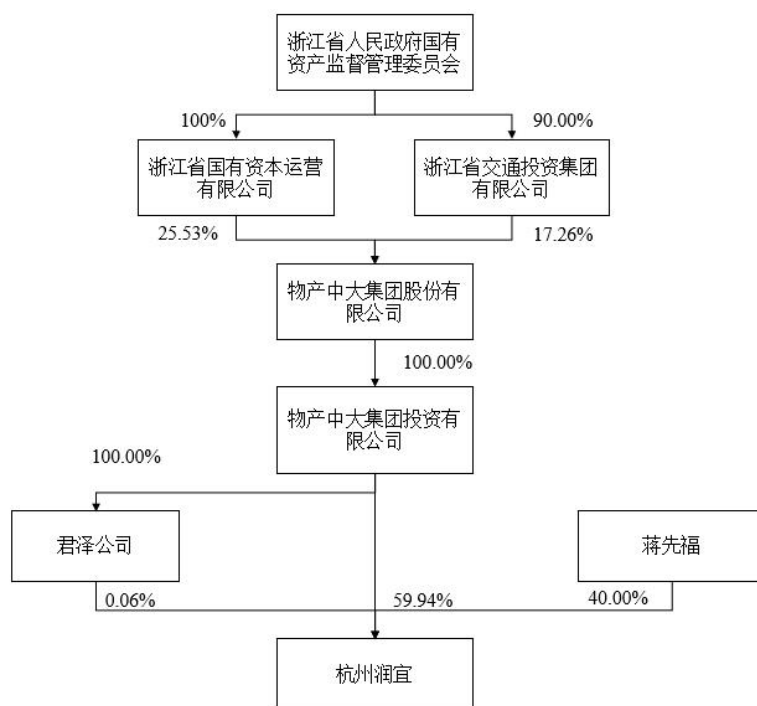 浙江省人民政府国有
资产监督管理委员会
100%
90.00%
浙江省国有资本运营
有限公司
浙江省交通投资集团
有限公司
25.53%
17.26%
物产中大集团股份有
限公司
100.00%
物产中大集团投资有
限公司
100.00%
君泽公司
蒋先福
0.06%
59.94%
40.00%
杭州润宜